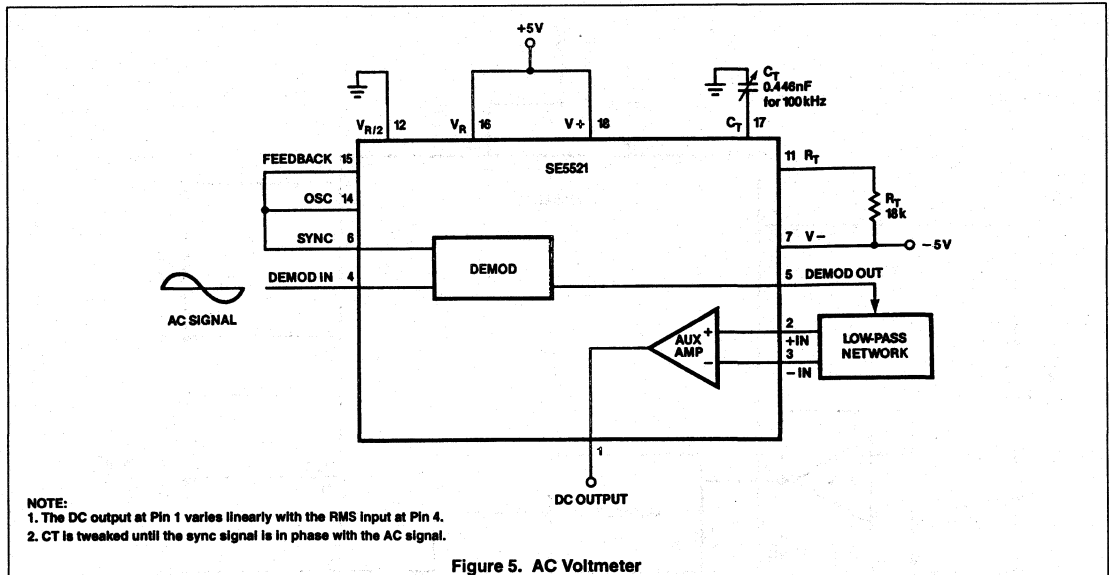 +5V
C_T
0.446nF
for 100kHz
V_R/2 12
V_R 16
V+ 18
C_T 17
FEEDBACK 15
SE5521
11 R_T
OSC 14
R_T
18k
SYNC 6
7 V−
−5V
DEMOD
DEMOD IN 4
5 DEMOD OUT
AC SIGNAL
AUX
AMP
+
−
2
+IN
3
−IN
LOW-PASS
NETWORK
1
DC OUTPUT
NOTE:
1. The DC output at Pin 1 varies linearly with the RMS input at Pin 4.
2. CT is tweaked until the sync signal is in phase with the AC signal.
Figure 5. AC Voltmeter